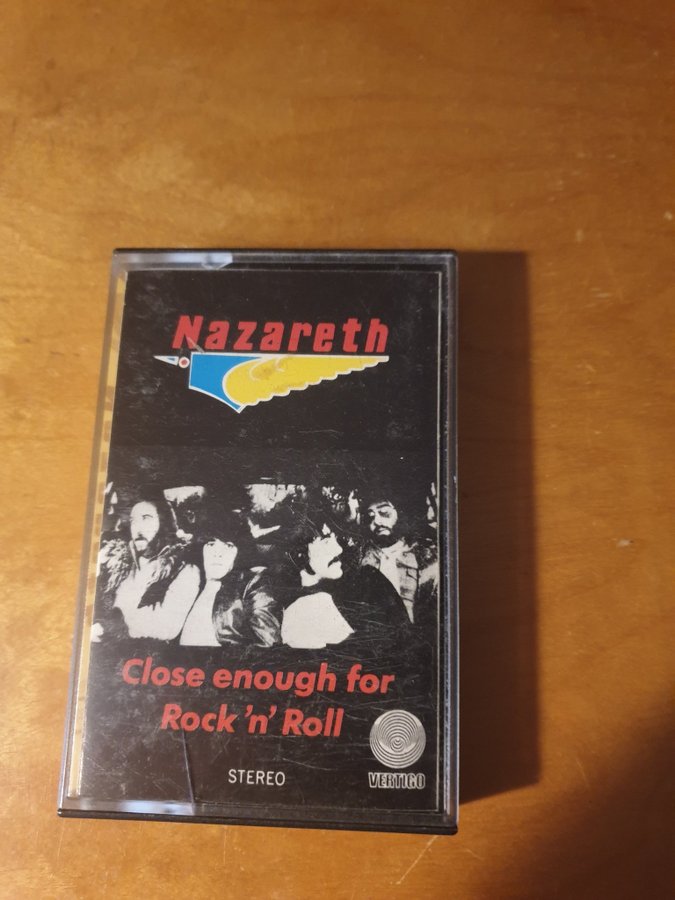 Nazareth
Close enough for
Rock 'n' Roll
STEREO
VERTIGO